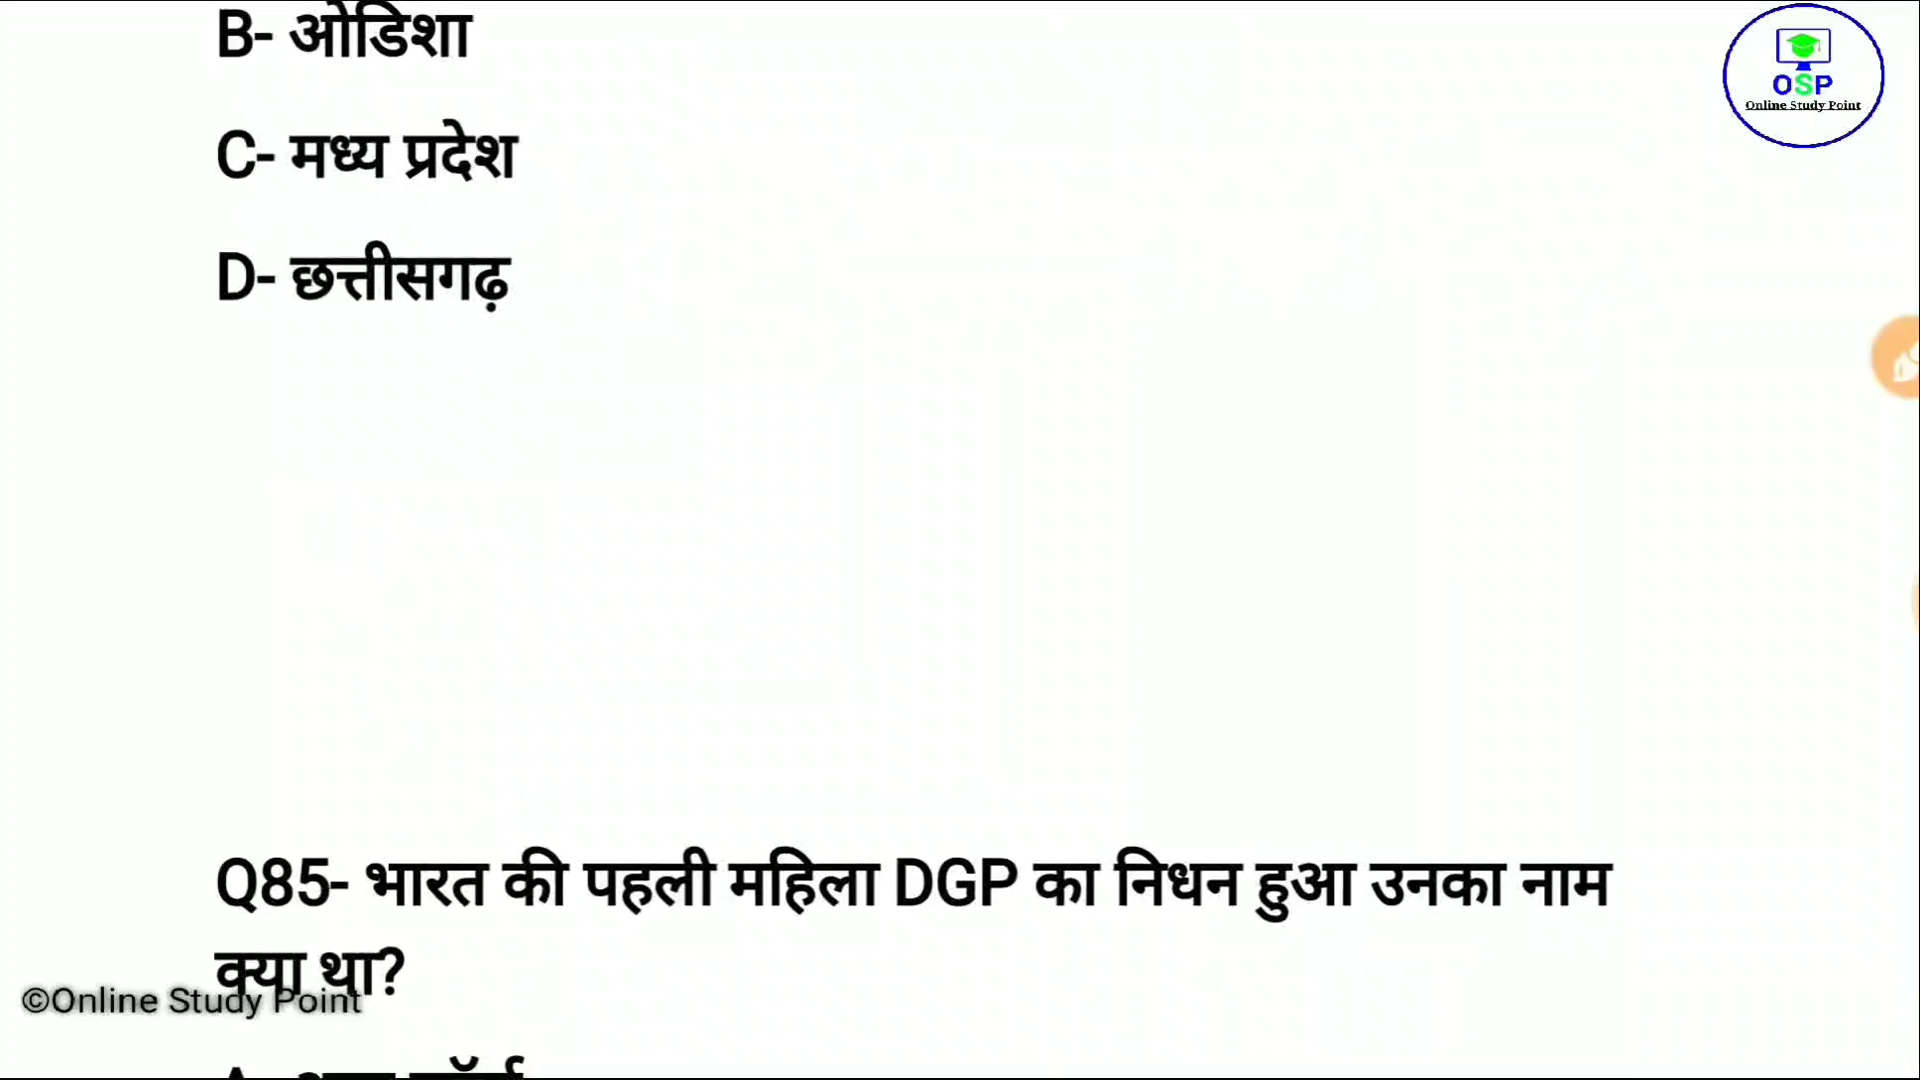 B- ओडिशा
OSP
Online Study Point
C- मध्य प्रदेश
D- छत्तीसगढ़
Q85- भारत की पहली महिला DGP का निधन हुआ उनका नाम
क्या था?
©Online Study Point